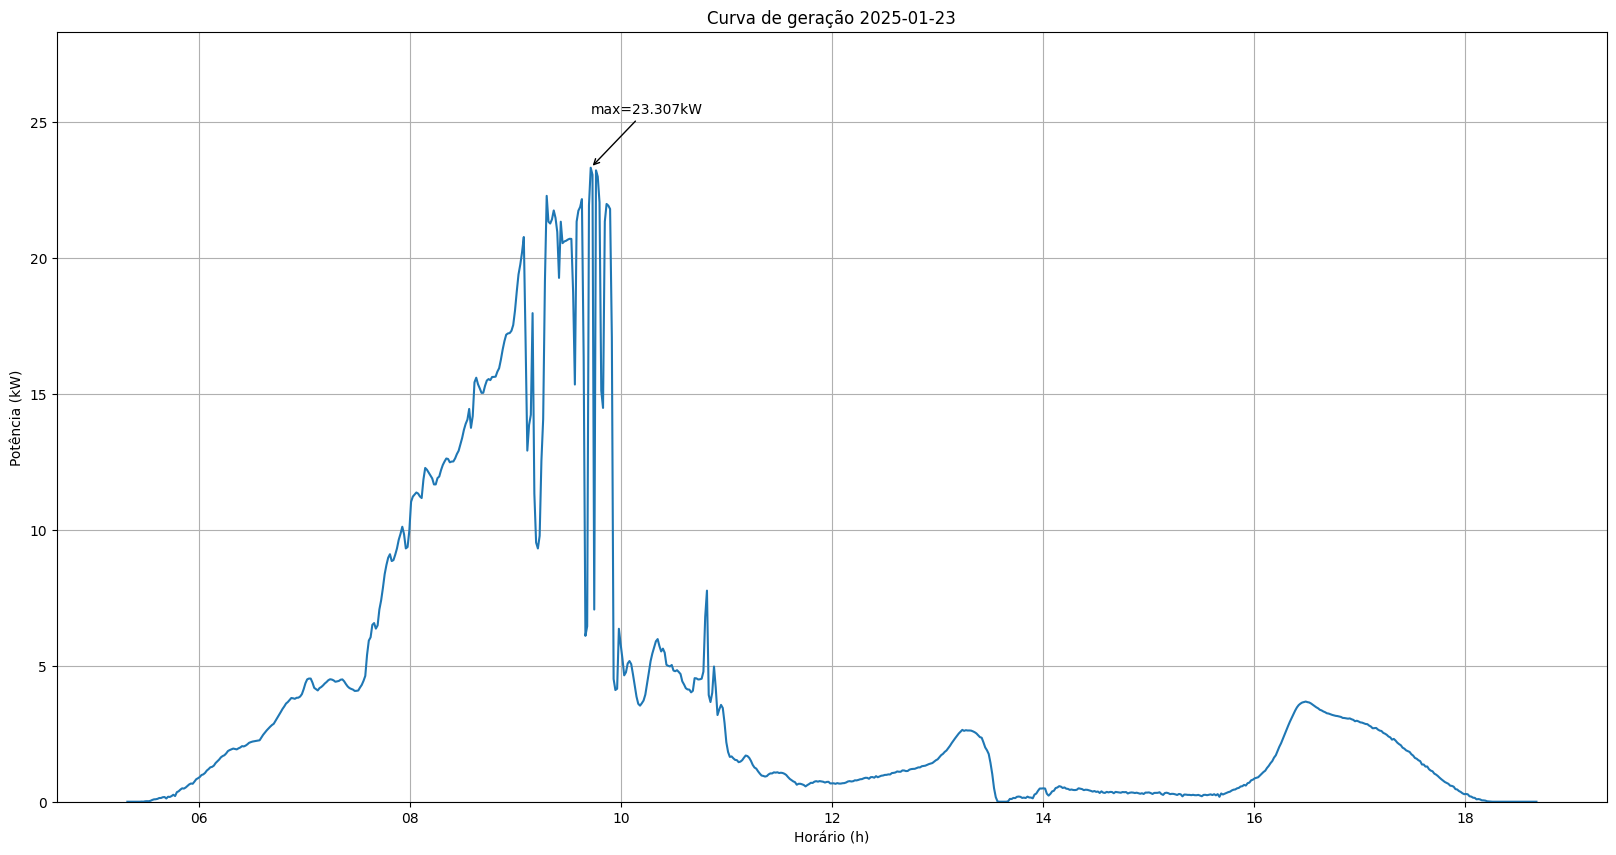 Curva de geração 2025-01-23
max=23.307kW
25
20
15
10
5
0
Potência (kW)
06 08 10 12 14 16 18
Horário (h)